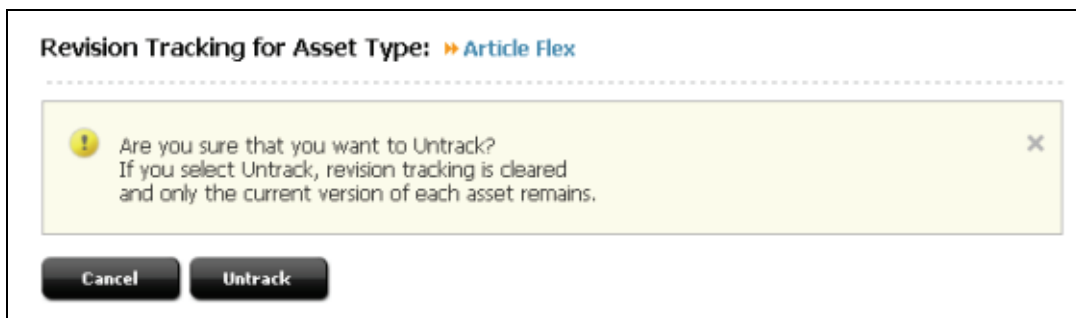 Revision Tracking for Asset Type: Article Flex
Are you sure that you want to Untrack?
If you select Untrack, revision tracking is cleared
and only the current version of each asset remains.
Cancel Untrack